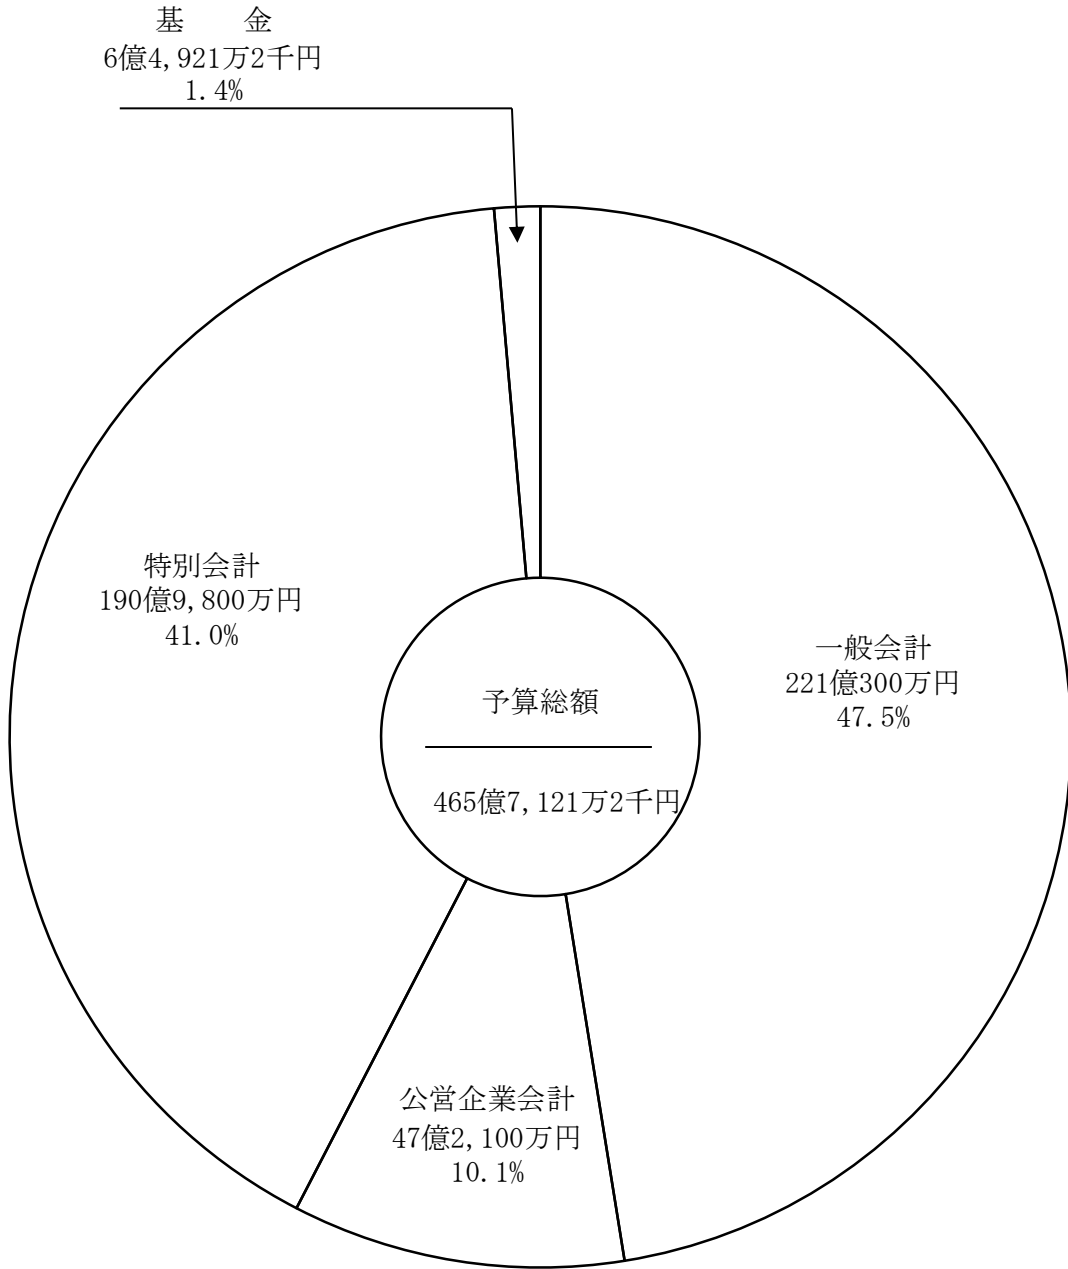 基　　金
6億4,921万2千円
1.4%
特別会計
190億9,800万円
41.0%
一般会計
221億300万円
47.5%
予算総額
465億7,121万2千円
公営企業会計
47億2,100万円
10.1%